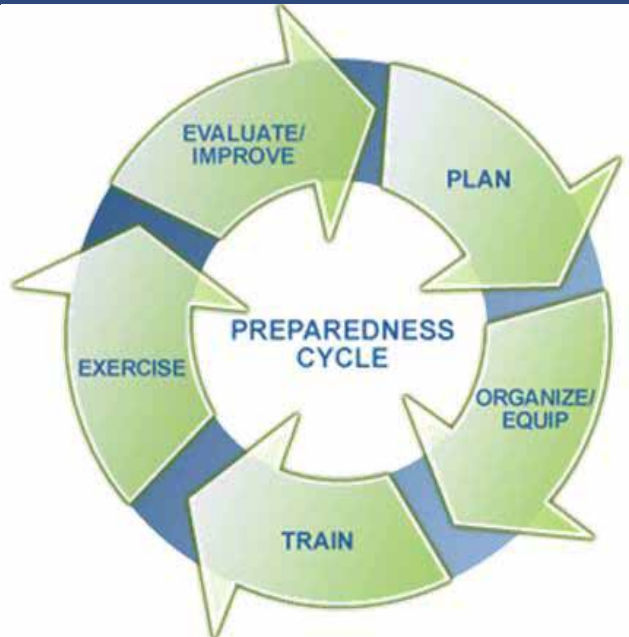 PREPAREDNESS
CYCLE
PLAN
ORGANIZE/
EQUIP
TRAIN
EXERCISE
EVALUATE/
IMPROVE